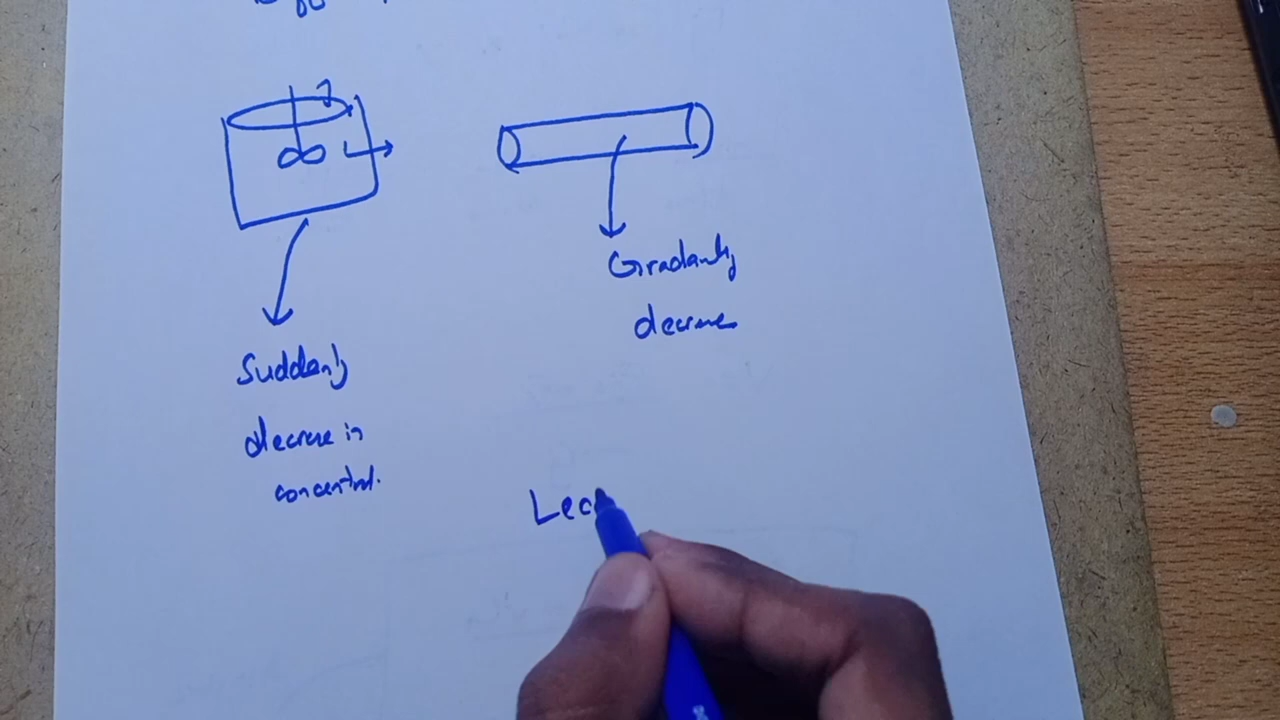 Suddenly
decrease in
concentrat.
Gradually
decrease
Lec